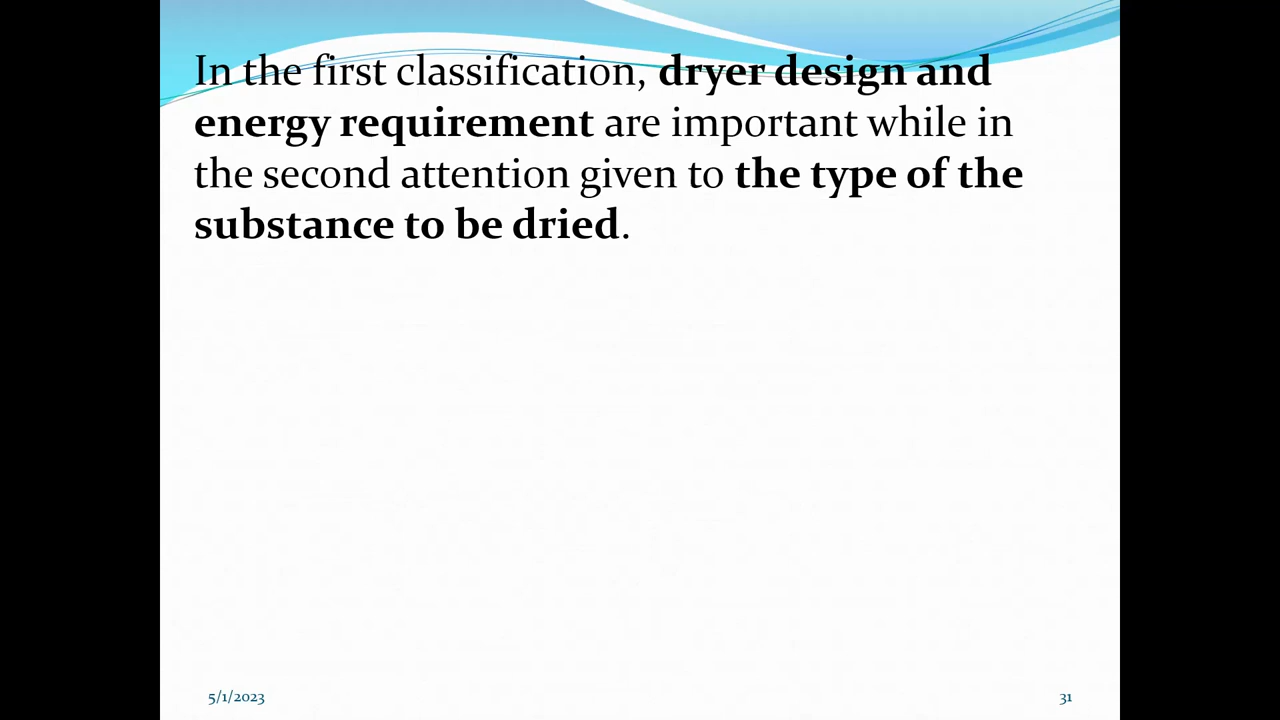 In the first classification, dryer design and
energy requirement are important while in
the second attention given to the type of the
substance to be dried.
5/1/2023
31